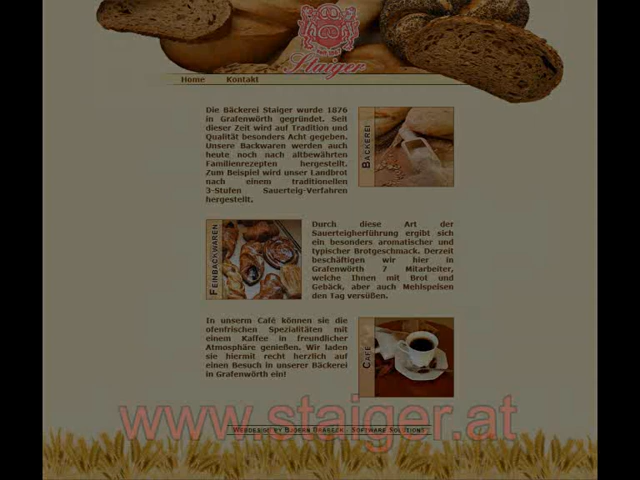 Staiger
Home Kontakt
Die Bäckerei Staiger wurde 1876
in Grafenwörth gegründet. Seit
dieser Zeit wird auf Tradition und
Qualität besonders Acht gegeben.
Unsere Backwaren werden auch
heute noch nach altbewährten
Familienrezepten hergestellt.
Zum Beispiel wird unser Landbrot
nach einem traditionellen
3-Stufen Sauerteig-Verfahren
hergestellt.
BÄCKEREI
FEINBACKWAREN
Durch diese Art der
Sauerteigherführung ergibt sich
ein besonders aromatischer und
typischer Brotgeschmack. Derzeit
beschäftigen wir hier in
Grafenwörth 7 Mitarbeiter,
welche Ihnen mit Brot und
Gebäck, aber auch Mehlspeisen
den Tag versüßen.
In unserm Café können sie die
ofenfrischen Spezialitäten mit
einem Kaffee in freundlicher
Atmosphäre genießen. Wir laden
sie hiermit recht herzlich auf
einen Besuch in unserer Bäckerei
in Grafenwörth ein!
CAFÉ
www.staiger.at
SOFTWARE SOLUTIONS